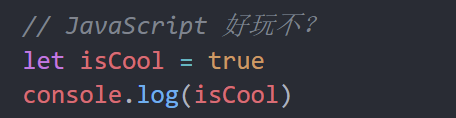 // JavaScript 好玩不?
let isCool = true
console.log(isCool)